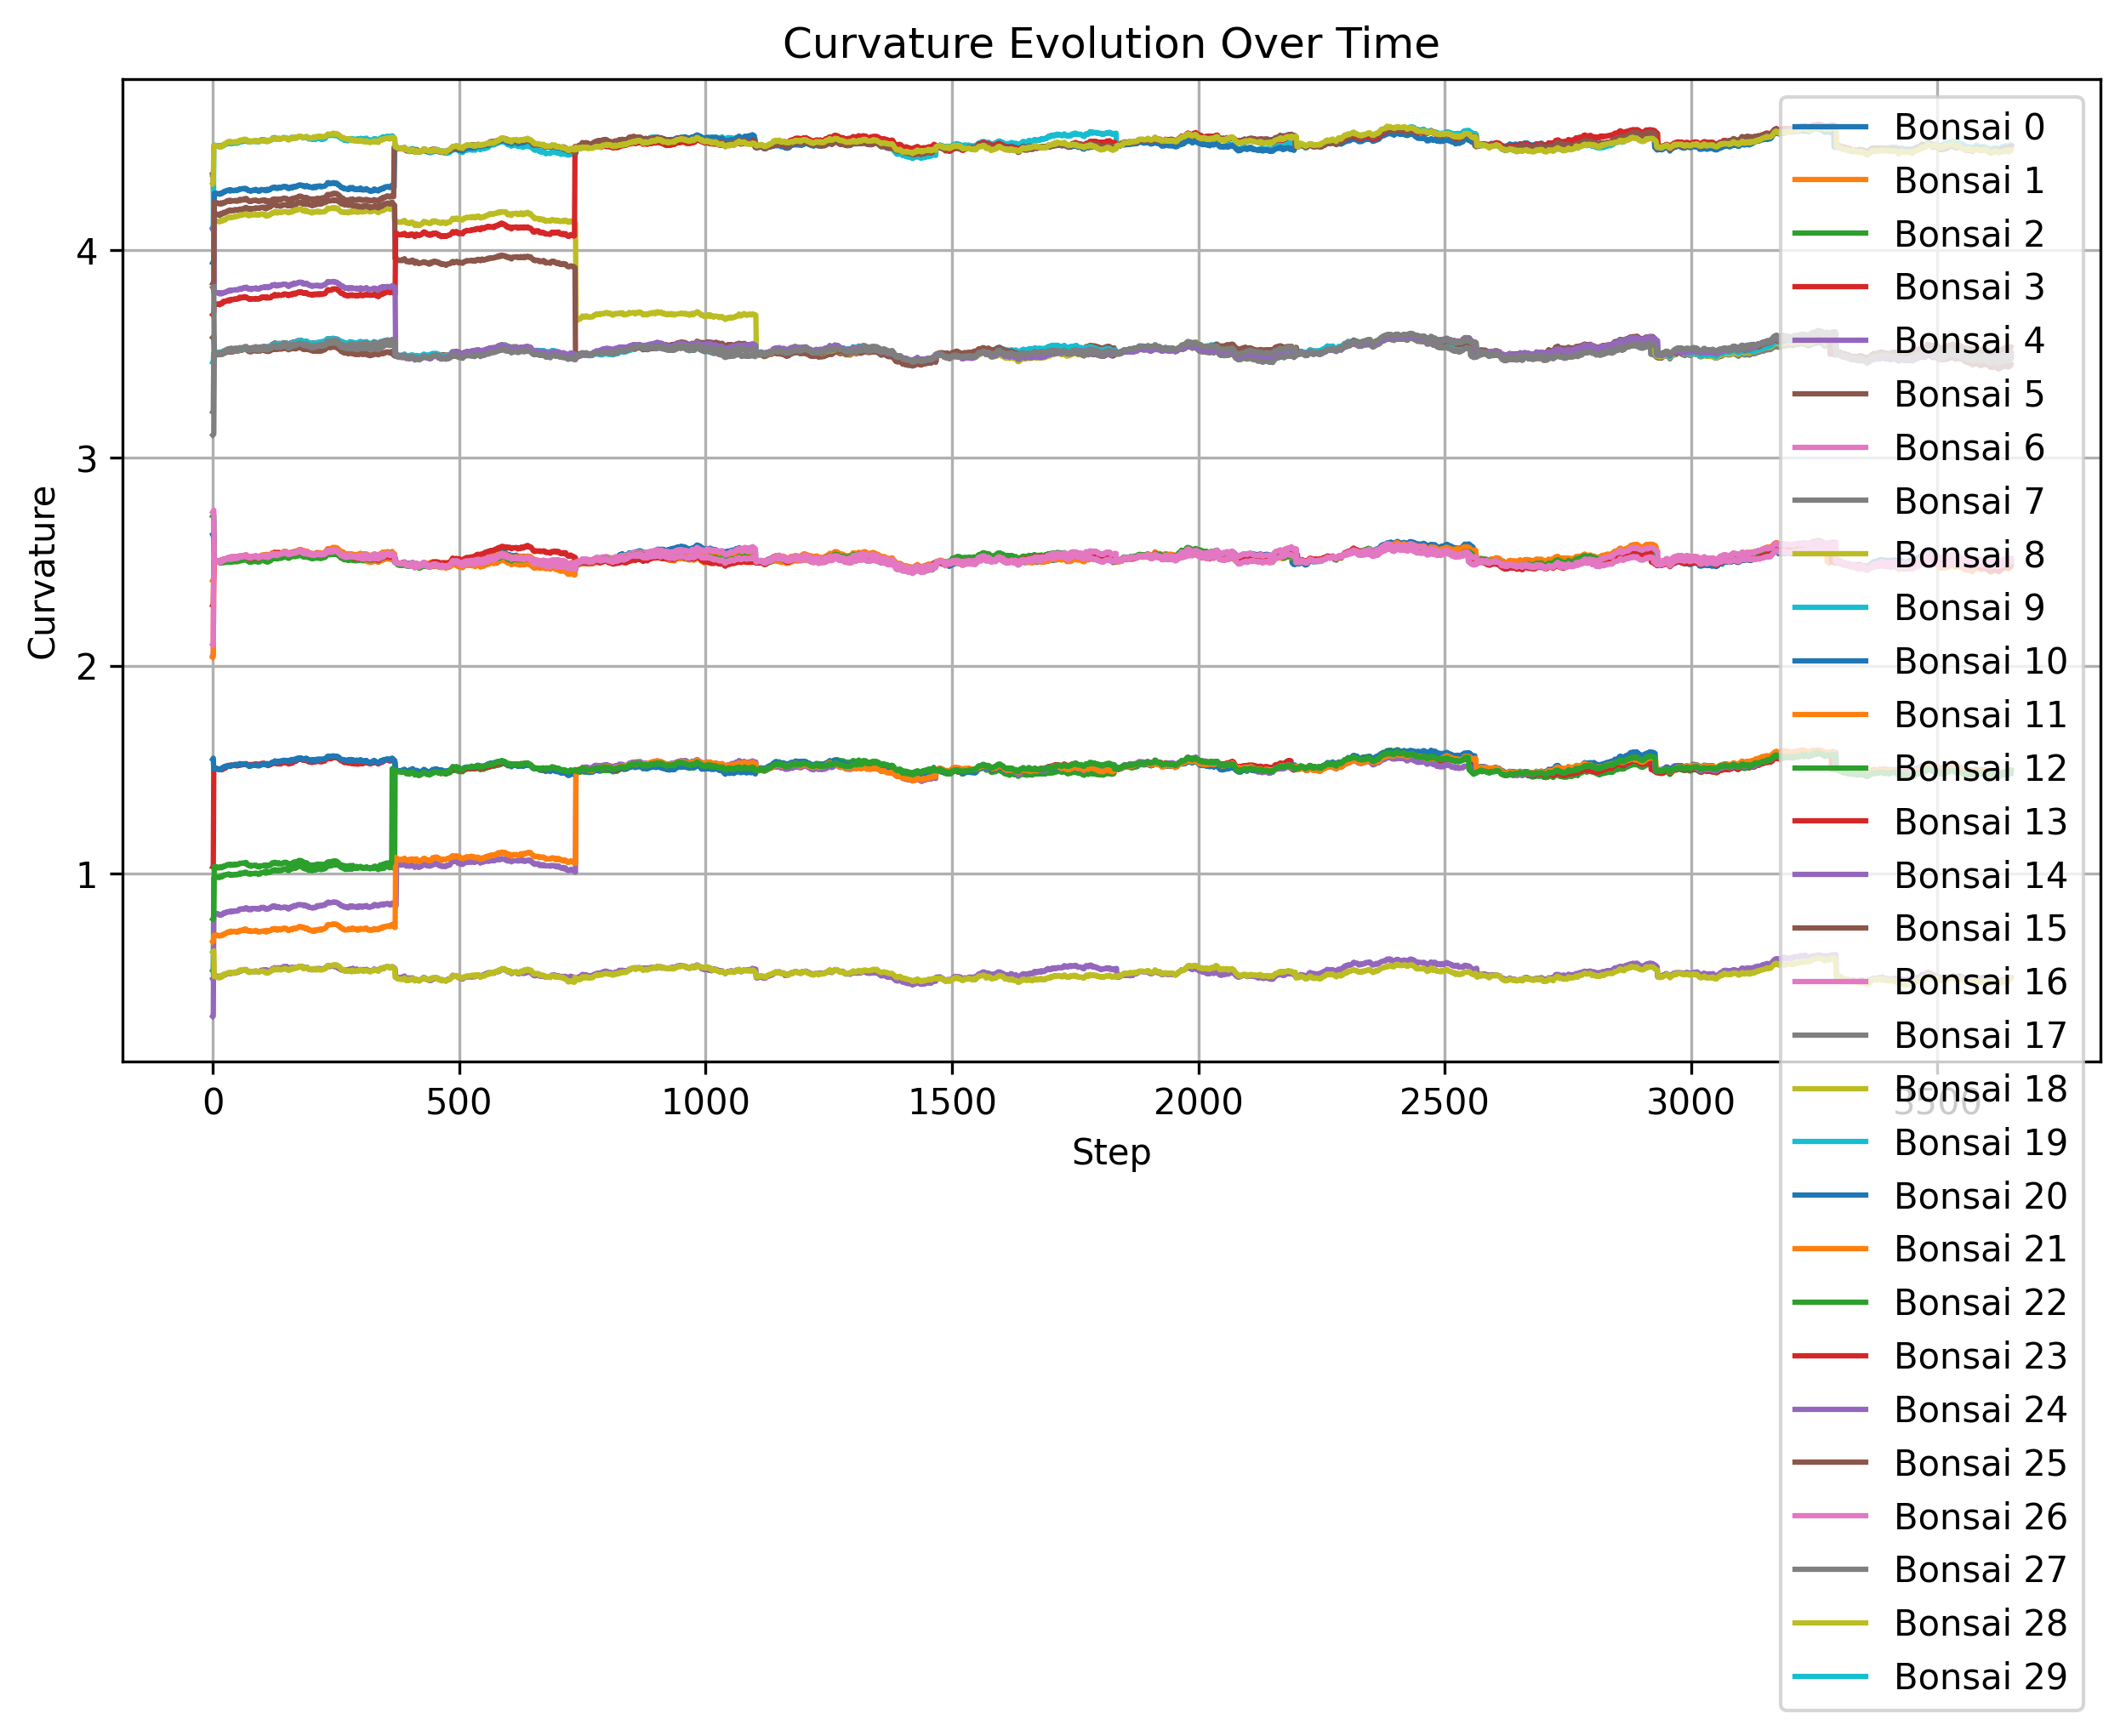 Curvature Evolution Over Time
Curvature
4
3
2
1
0
500
1000
1500
2000
2500
3000
3500
Step
Bonsai 0
Bonsai 1
Bonsai 2
Bonsai 3
Bonsai 4
Bonsai 5
Bonsai 6
Bonsai 7
Bonsai 8
Bonsai 9
Bonsai 10
Bonsai 11
Bonsai 12
Bonsai 13
Bonsai 14
Bonsai 15
Bonsai 16
Bonsai 17
Bonsai 18
Bonsai 19
Bonsai 20
Bonsai 21
Bonsai 22
Bonsai 23
Bonsai 24
Bonsai 25
Bonsai 26
Bonsai 27
Bonsai 28
Bonsai 29